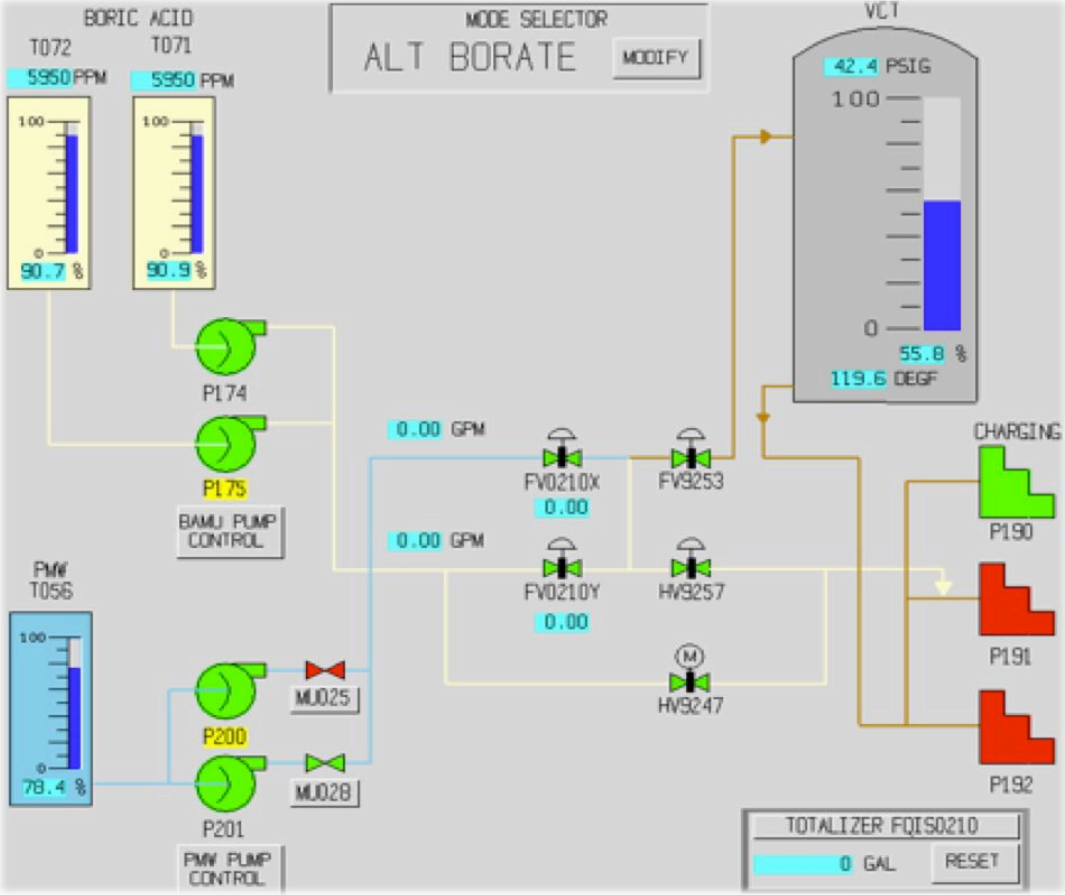 BORIC ACID
T072
T071
5950 PPM
5950 PPM
100
0
90.7 %
100
0
90.9 %
MODE SELECTOR
ALT BORATE
MODIFY
VCT
42.4 PSIG
100
0
55.8 %
119.6 DEGF
P174
P175
BAMU PUMP
CONTROL
0.00 GPM
FV0210X
0.00
FV9253
0.00 GPM
FV0210Y
0.00
HV9257
M
HV9247
CHARGING
P190
P191
P192
PMW
T056
100
0
78.4 %
P200
MU025
P201
MU028
PMW PUMP
CONTROL
TOTALIZER FQIS0210
0 GAL
RESET